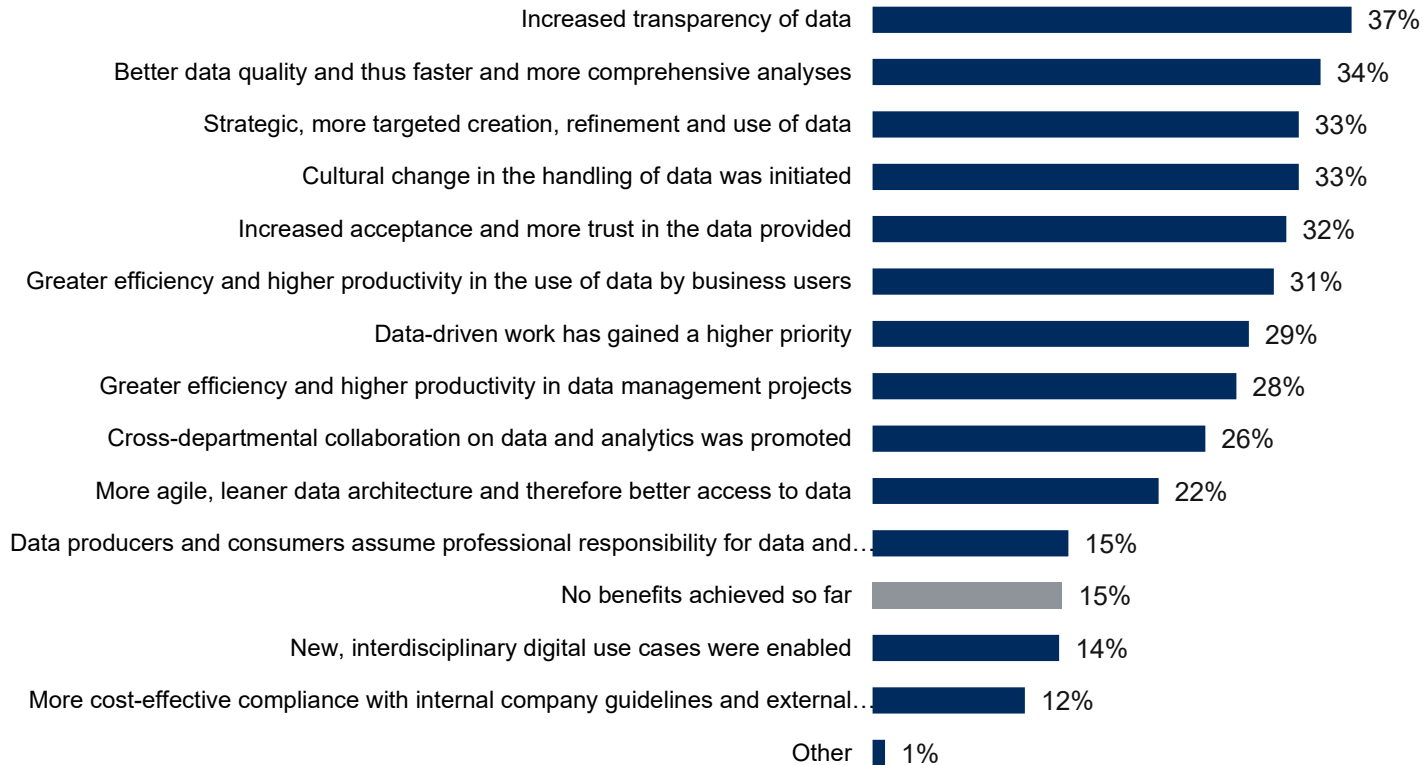 Increased transparency of data 37%
Better data quality and thus faster and more comprehensive analyses 34%
Strategic, more targeted creation, refinement and use of data 33%
Cultural change in the handling of data was initiated 33%
Increased acceptance and more trust in the data provided 32%
Greater efficiency and higher productivity in the use of data by business users 31%
Data-driven work has gained a higher priority 29%
Greater efficiency and higher productivity in data management projects 28%
Cross-departmental collaboration on data and analytics was promoted 26%
More agile, leaner data architecture and therefore better access to data 22%
Data producers and consumers assume professional responsibility for data and… 15%
No benefits achieved so far 15%
New, interdisciplinary digital use cases were enabled 14%
More cost-effective compliance with internal company guidelines and external… 12%
Other 1%